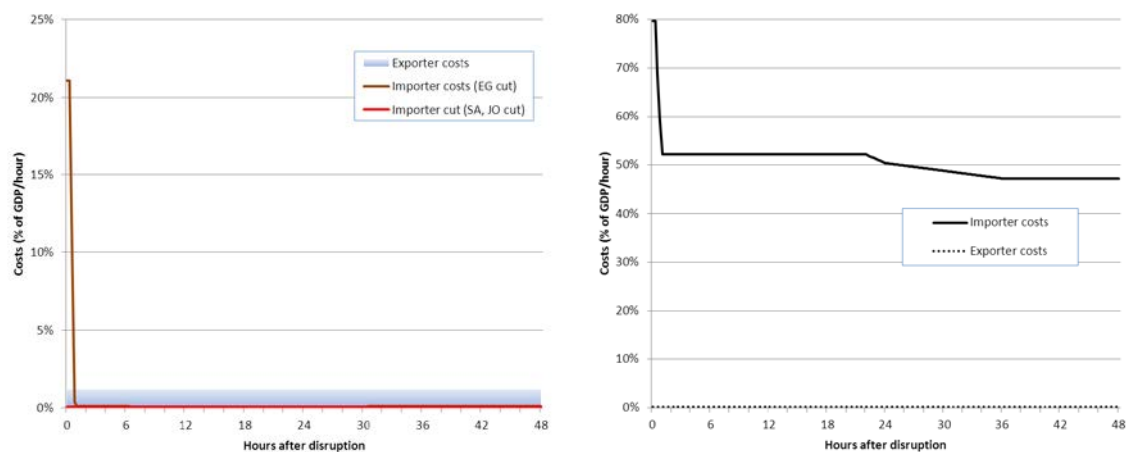 25%
20%
15%
10%
5%
0%
Costs (% of GDP/hour)
Exporter costs
Importer costs (EG cut)
Importer cut (SA, JO cut)
0 6 12 18 24 30 36 42 48
Hours after disruption
80%
70%
60%
50%
40%
30%
20%
10%
0%
Costs (% of GDP/hour)
Importer costs
Exporter costs
0 6 12 18 24 30 36 42 48
Hours after disruption